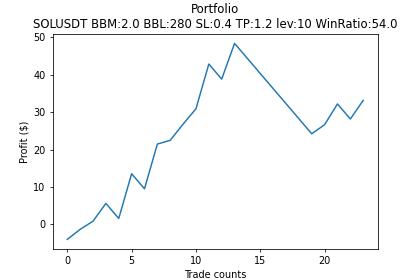 Portfolio
SOLUSDT BBM:2.0 BBL:280 SL:0.4 TP:1.2 lev:10 WinRatio:54.0
50
40
30
20
10
0
Profit ($)
0 5 10 15 20
Trade counts